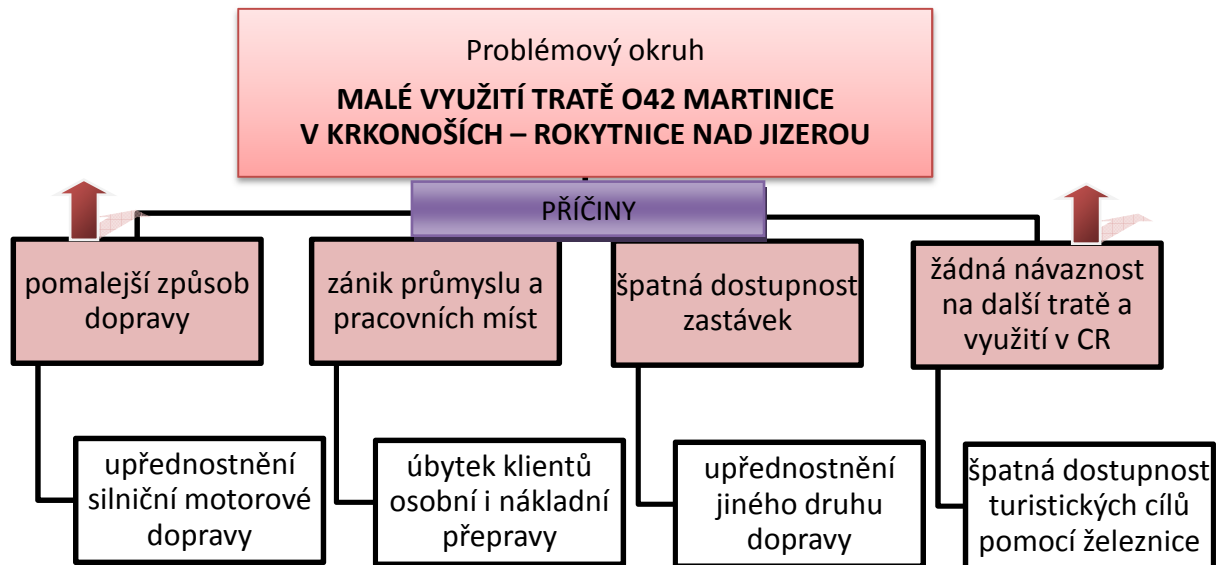 Problémový okruh
MALÉ VYUŽITÍ TRATĚ O42 MARTINICE
V KRKONOŠÍCH – ROKYTNICE NAD JIZEROU
PŘÍČINY
pomalejší způsob
dopravy
zánik průmyslu a
pracovních míst
špatná dostupnost
zastávek
žádná návaznost
na další tratě a
využití v CR
upřednostnění
silniční motorové
dopravy
úbytek klientů
osobní i nákladní
přepravy
upřednostnění
jiného druhu
dopravy
špatná dostupnost
turistických cílů
pomocí železnice